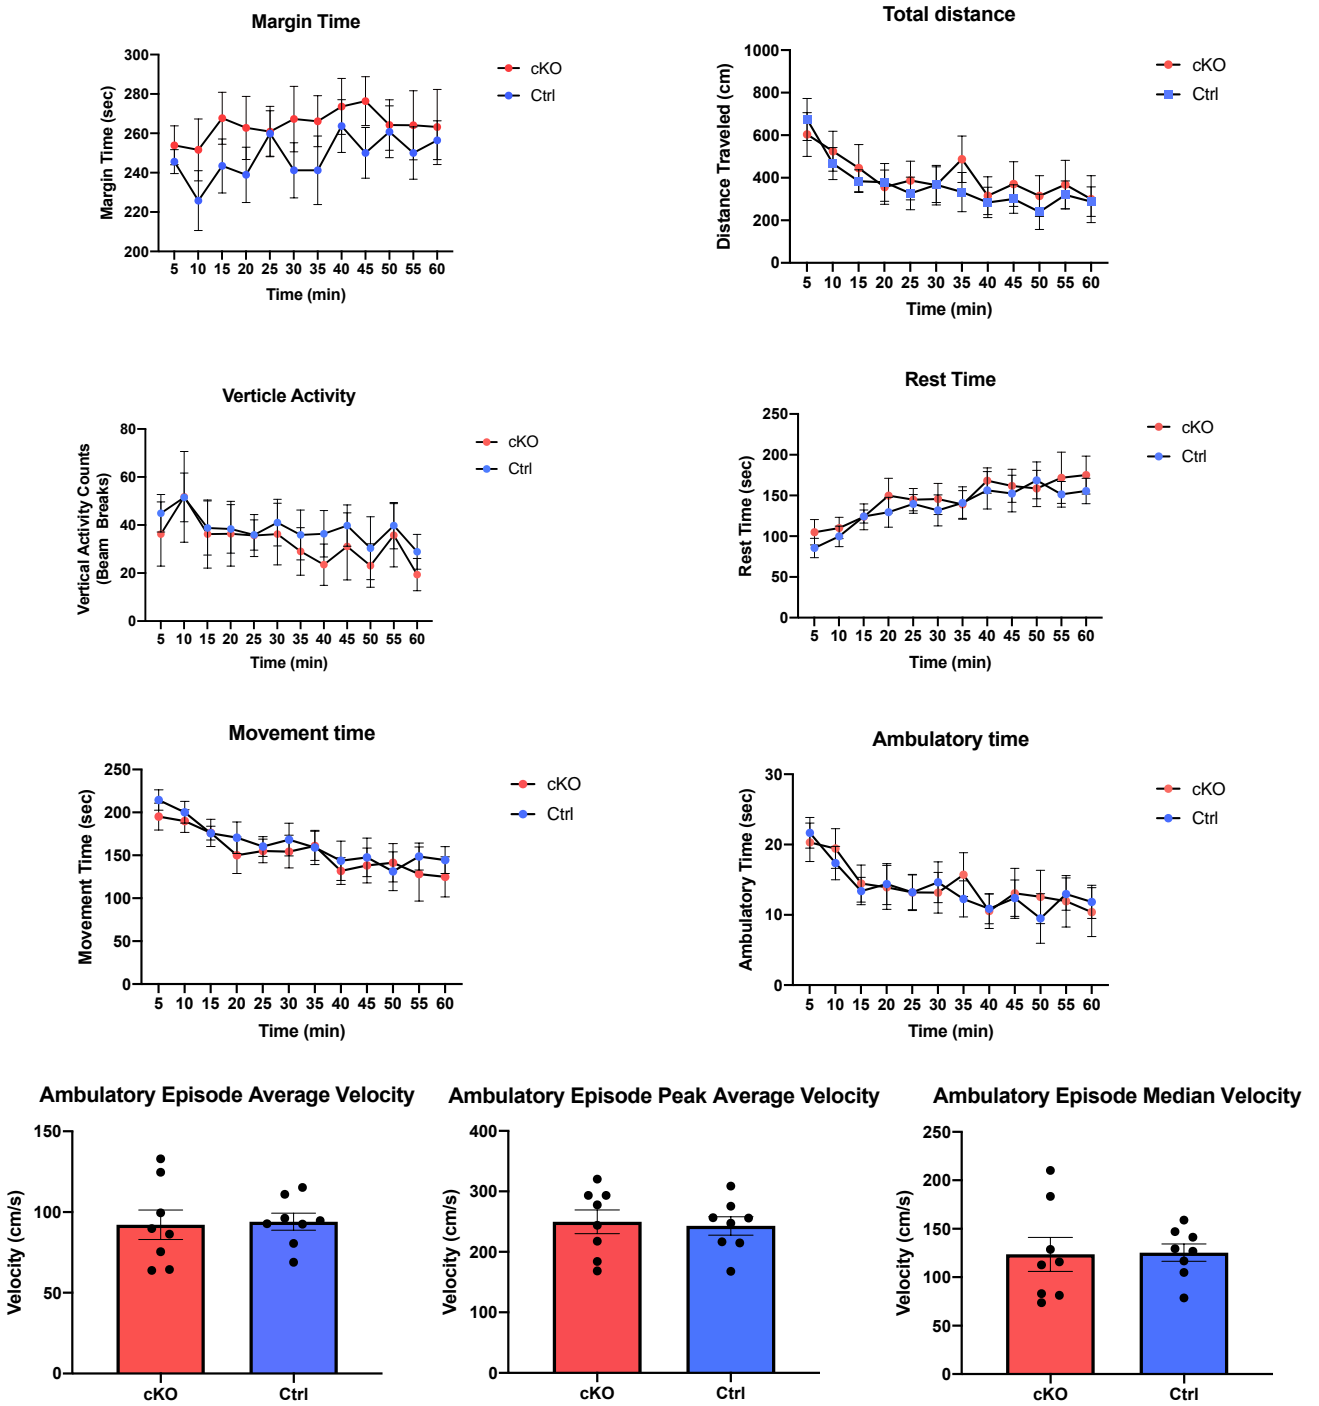 Margin Time
300
280
260
240
220
200
Margin Time (sec)
5 10 15 20 25 30 35 40 45 50 55 60
Time (min)
cKO
Ctrl
Total distance
1000
800
600
400
200
0
Distance Traveled (cm)
5 10 15 20 25 30 35 40 45 50 55 60
Time (min)
cKO
Ctrl
Verticle Activity
80
60
40
20
0
Vertical Activity Counts
(Beam Breaks)
5 10 15 20 25 30 35 40 45 50 55 60
Time (min)
cKO
Ctrl
Rest Time
250
200
150
100
50
0
Rest Time (sec)
5 10 15 20 25 30 35 40 45 50 55 60
Time (min)
cKO
Ctrl
Movement time
250
200
150
100
50
0
Movement Time (sec)
5 10 15 20 25 30 35 40 45 50 55 60
Time (min)
cKO
Ctrl
Ambulatory time
30
20
10
0
Ambulatory Time (sec)
5 10 15 20 25 30 35 40 45 50 55 60
Time (min)
cKO
Ctrl
Ambulatory Episode Average Velocity
150
100
50
0
Velocity (cm/s)
cKO Ctrl
Ambulatory Episode Peak Average Velocity
400
300
200
100
0
Velocity (cm/s)
cKO Ctrl
Ambulatory Episode Median Velocity
250
200
150
100
50
0
Velocity (cm/s)
cKO Ctrl